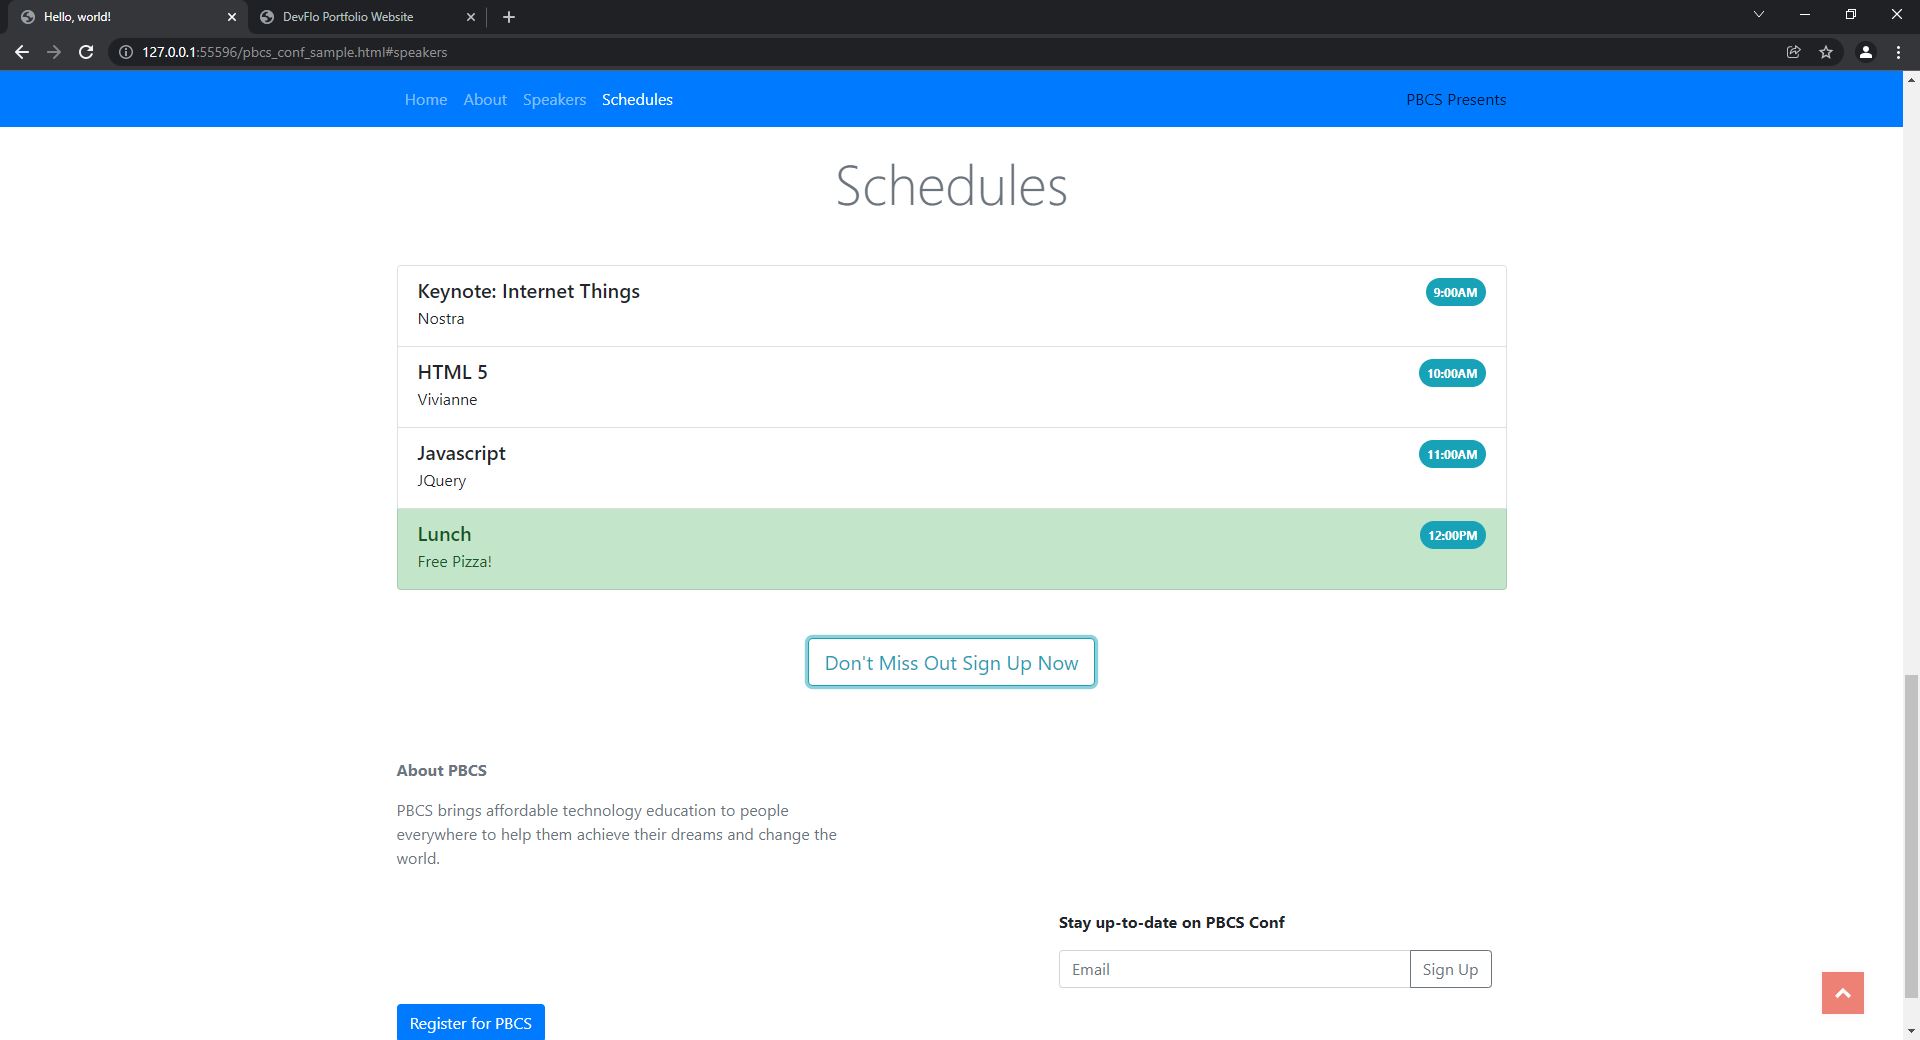 Hello, world!
DevFlo Portfolio Website
127.0.0.1:55596/pbcs_conf_sample.html#speakers
Home About Speakers Schedules PBCS Presents
Schedules
Keynote: Internet Things 9:00AM
Nostra
HTML 5 10:00AM
Vivianne
Javascript 11:00AM
JQuery
Lunch 12:00PM
Free Pizza!
Don't Miss Out Sign Up Now
About PBCS
PBCS brings affordable technology education to people
everywhere to help them achieve their dreams and change the
world.
Stay up-to-date on PBCS Conf
Email Sign Up
Register for PBCS